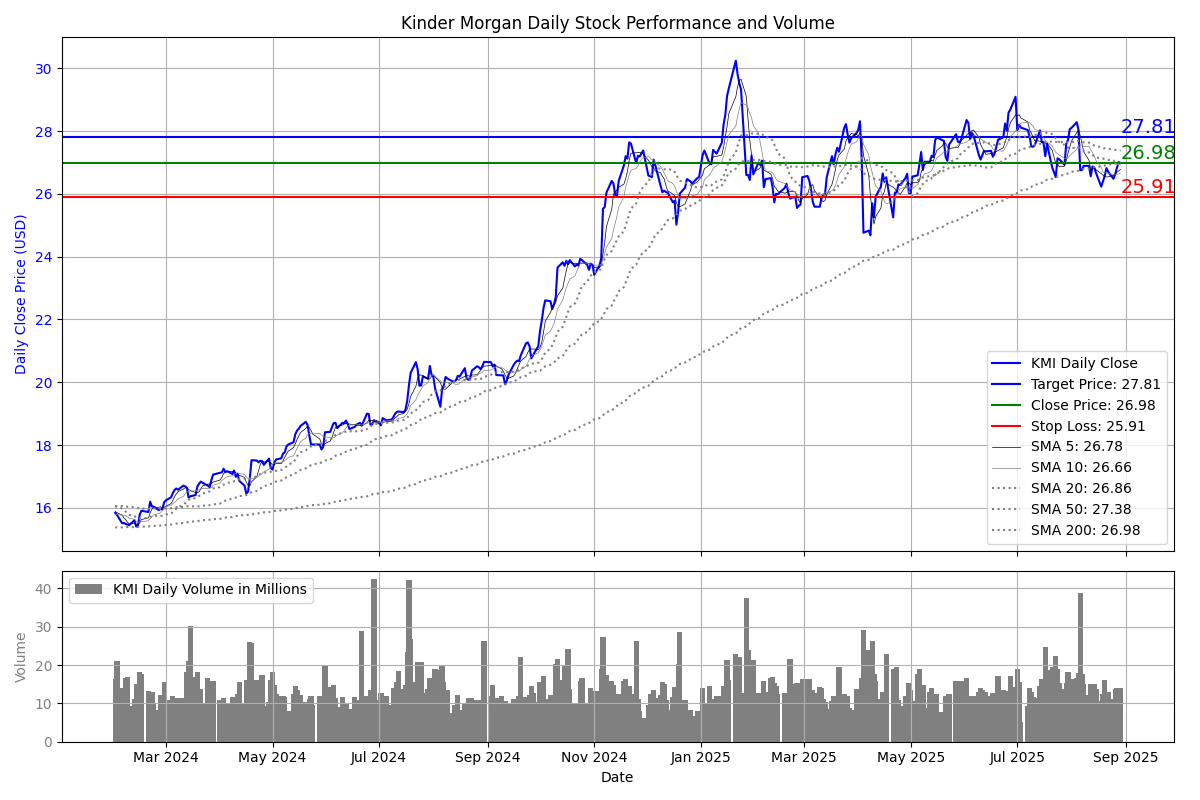 Kinder Morgan Daily Stock Performance and Volume
Daily Close Price (USD)
30
28
26
24
22
20
18
16
27.81
26.98
25.91
KMI Daily Close
Target Price: 27.81
Close Price: 26.98
Stop Loss: 25.91
SMA 5: 26.78
SMA 10: 26.66
SMA 20: 26.86
SMA 50: 27.38
SMA 200: 26.98
KMI Daily Volume in Millions
Volume
40
30
20
10
0
Mar 2024 May 2024 Jul 2024 Sep 2024 Nov 2024 Jan 2025 Mar 2025 May 2025 Jul 2025 Sep 2025
Date